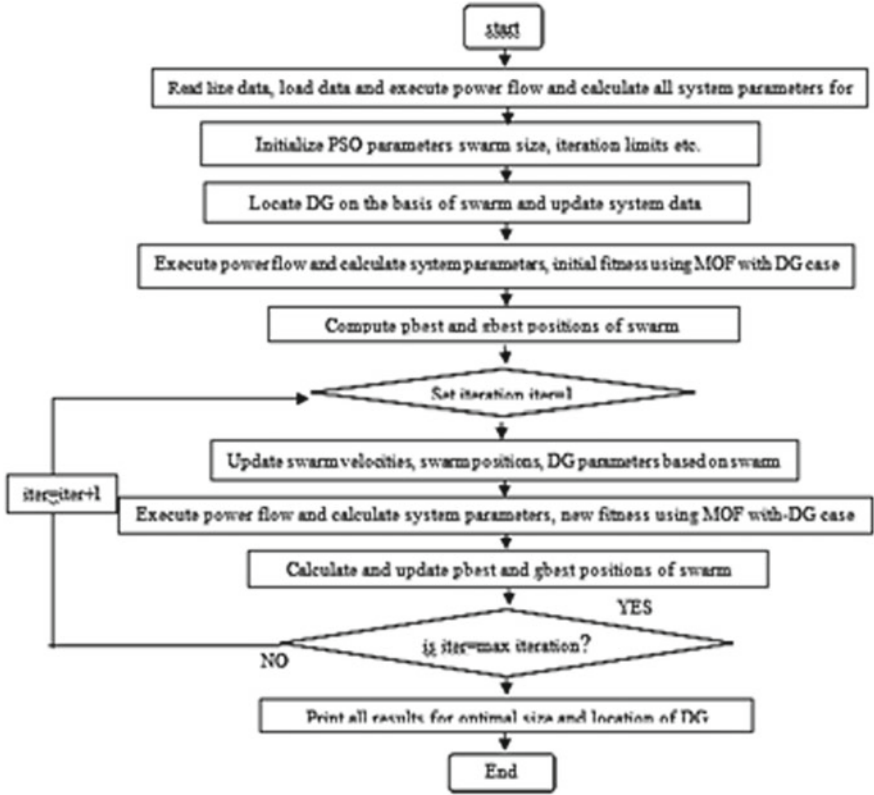 start
Read line data, load data and execute power flow and calculate all system parameters for
Initialize PSO parameters swarm size, iteration limits etc.
Locate DG on the basis of swarm and update system data
Execute power flow and calculate system parameters, initial fitness using MOF with DG case
Compute pbest and gbest positions of swarm
Set iteration iter=1
Update swarm velocities, swarm positions, DG parameters based on swarm
iter=iter+1
Execute power flow and calculate system parameters, new fitness using MOF with-DG case
Calculate and update pbest and gbest positions of swarm
YES
is iter=max iteration?
NO
Print all results for optimal size and location of DG
End